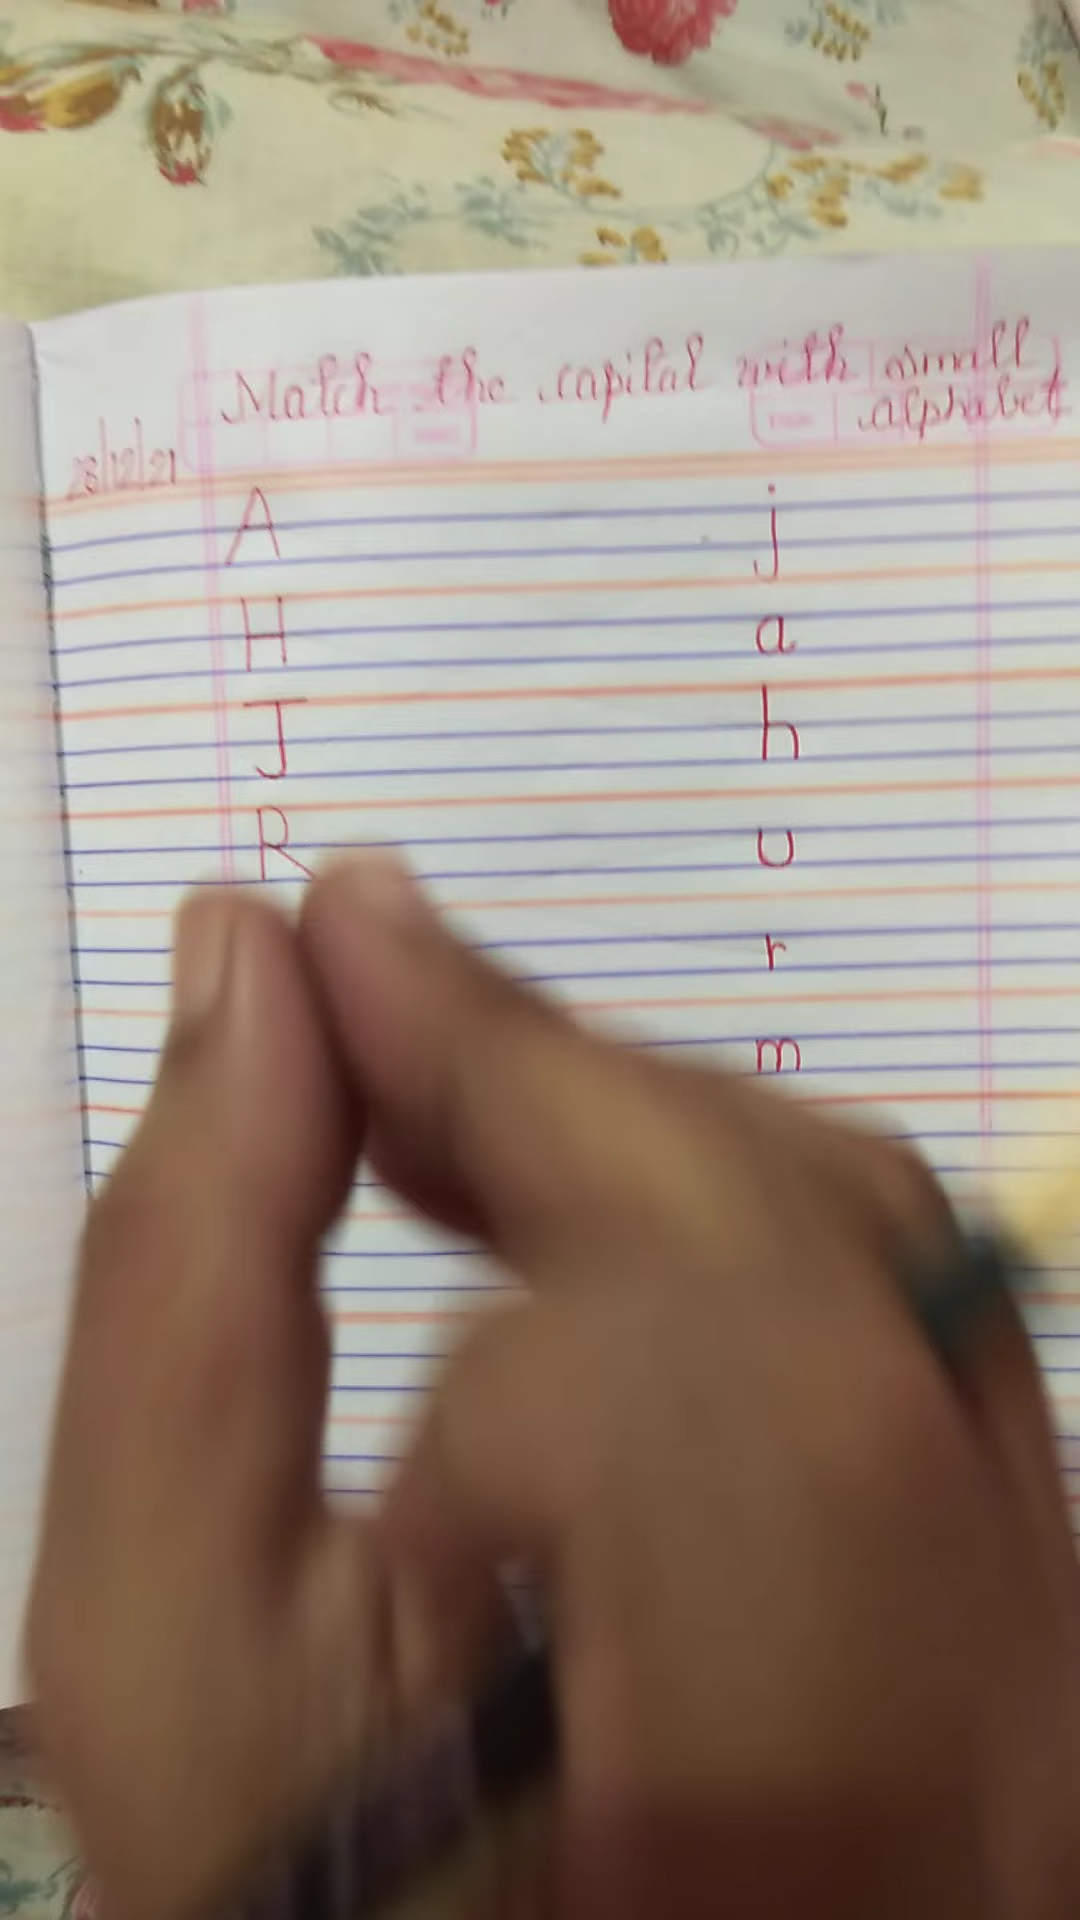 Match the capital with small
alphabet
28/12/21
A j
H a
J h
R u
r
m